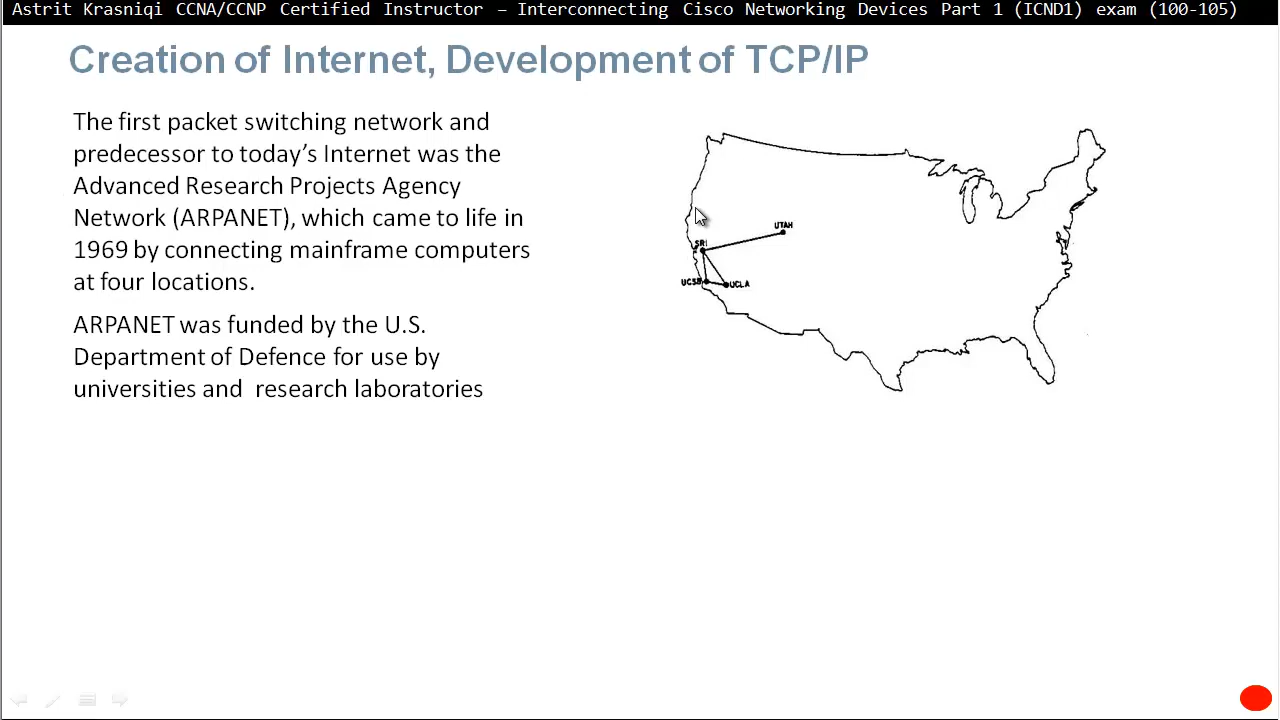 Astrit Krasniqi CCNA/CCNP Certified Instructor – Interconnecting Cisco Networking Devices Part 1 (ICND1) exam (100-105)
Creation of Internet, Development of TCP/IP
The first packet switching network and
predecessor to today’s Internet was the
Advanced Research Projects Agency
Network (ARPANET), which came to life in
1969 by connecting mainframe computers
at four locations.
ARPANET was funded by the U.S.
Department of Defence for use by
universities and  research laboratories
UTAH
SRI
UCSB
UCLA